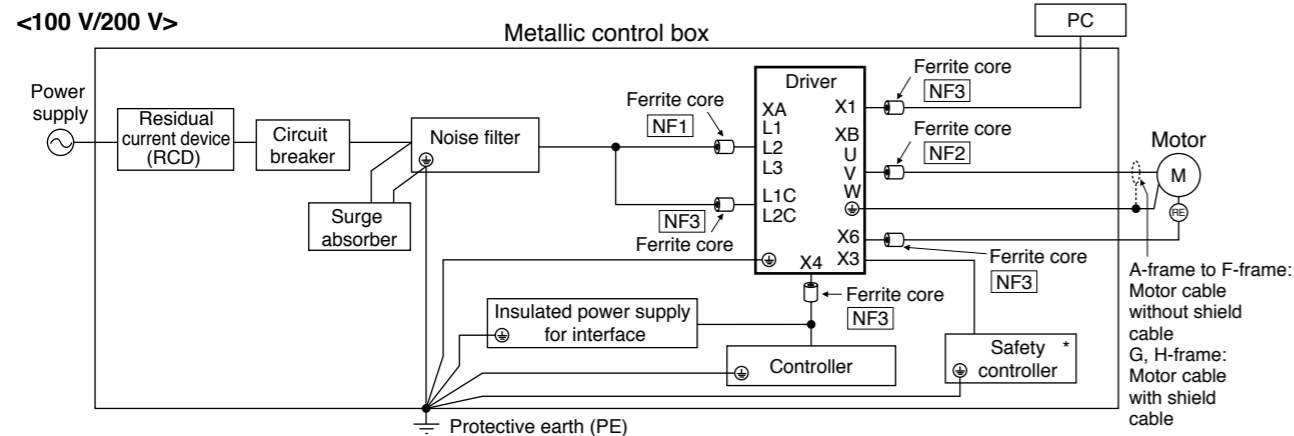 <100 V/200 V>
Metallic control box
PC
Power
supply
Residual
current device
(RCD)
Circuit
breaker
Noise filter
Surge
absorber
Ferrite core
NF1
NF3
Ferrite core
Driver
XA
L1
L2
L3
L1C
L2C
X4
X1
XB
U
V
W
X6
X3
Ferrite core
NF3
Ferrite core
NF2
Motor
M
RE
Ferrite core
NF3
Ferrite core
NF3
Insulated power supply
for interface
Controller
Safety *
controller
A-frame to F-frame:
Motor cable
without shield
cable
G, H-frame:
Motor cable
with shield
cable
Protective earth (PE)